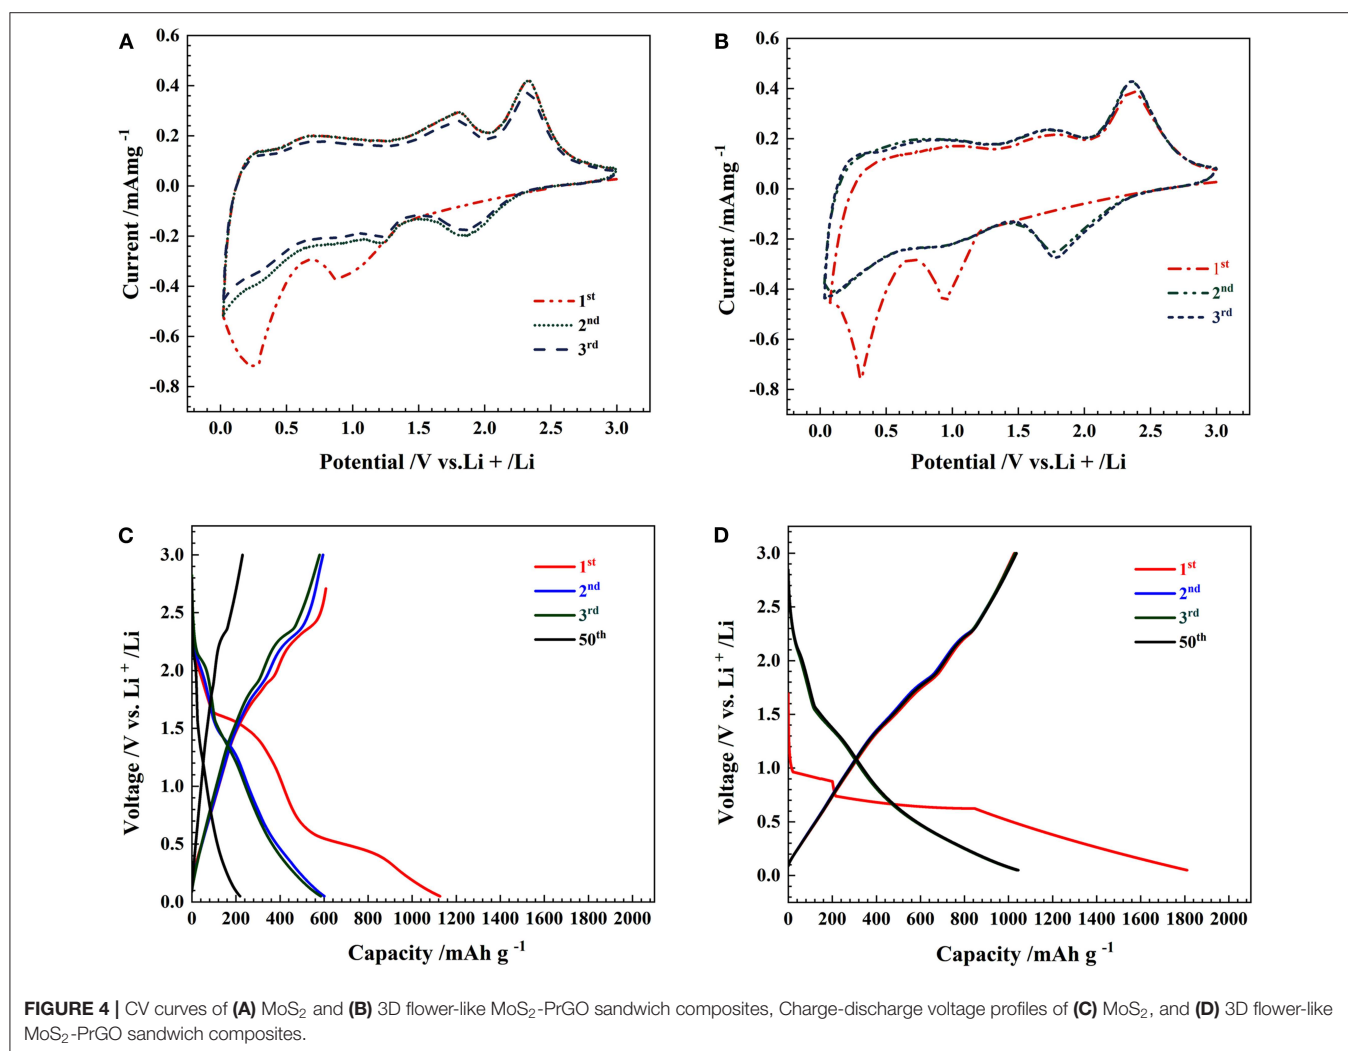 A
0.6
0.4
0.2
0.0
-0.2
-0.4
-0.6
-0.8
Current /mAmg⁻¹
0.0 0.5 1.0 1.5 2.0 2.5 3.0
Potential /V vs.Li + /Li
1st
2nd
3rd
B
0.6
0.4
0.2
0.0
-0.2
-0.4
-0.6
-0.8
Current /mAmg⁻¹
0.0 0.5 1.0 1.5 2.0 2.5 3.0
Potential /V vs.Li + /Li
1st
2nd
3rd
C
3.0
2.5
2.0
1.5
1.0
0.5
0.0
Voltage /V vs. Li⁺ /Li
0 200 400 600 800 1000 1200 1400 1600 1800 2000
Capacity /mAh g⁻¹
1st
2nd
3rd
50th
D
3.0
2.5
2.0
1.5
1.0
0.5
0.0
Voltage /V vs. Li⁺ /Li
0 200 400 600 800 1000 1200 1400 1600 1800 2000
Capacity /mAh g⁻¹
1st
2nd
3rd
50th
FIGURE 4 | CV curves of (A) MoS₂ and (B) 3D flower-like MoS₂-PrGO sandwich composites, Charge-discharge voltage profiles of (C) MoS₂, and (D) 3D flower-like
MoS₂-PrGO sandwich composites.